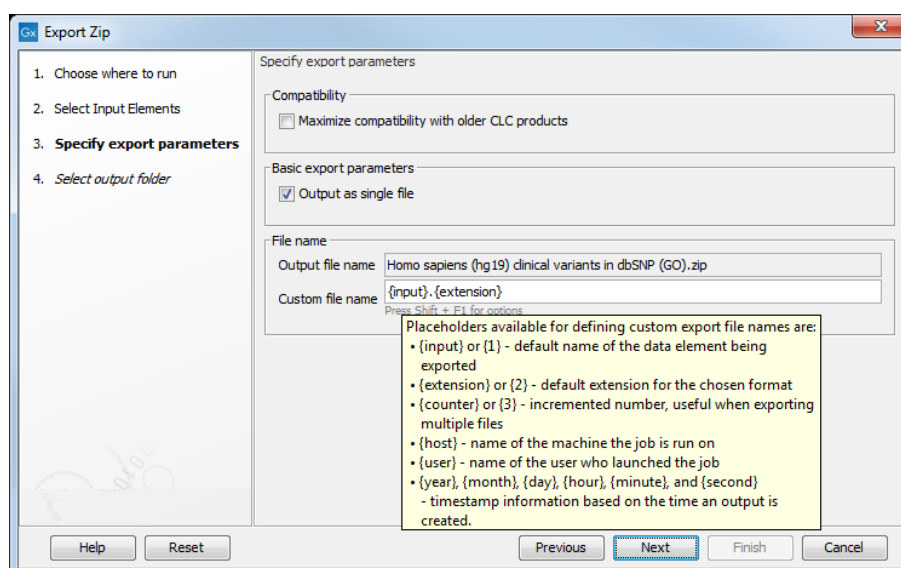 Gx Export Zip
1. Choose where to run
2. Select Input Elements
3. Specify export parameters
4. Select output folder
Specify export parameters
Compatibility
Maximize compatibility with older CLC products
Basic export parameters
Output as single file
File name
Output file name Homo sapiens (hg19) clinical variants in dbSNP (GO).zip
Custom file name {input}.{extension}
Press Shift + F1 for options
Placeholders available for defining custom export file names are:
• {input} or {1} - default name of the data element being
exported
• {extension} or {2} - default extension for the chosen format
• {counter} or {3} - incremented number, useful when exporting
multiple files
• {host} - name of the machine the job is run on
• {user} - name of the user who launched the job
• {year}, {month}, {day}, {hour}, {minute}, and {second}
- timestamp information based on the time an output is
created.
Help Reset Previous Next Finish Cancel